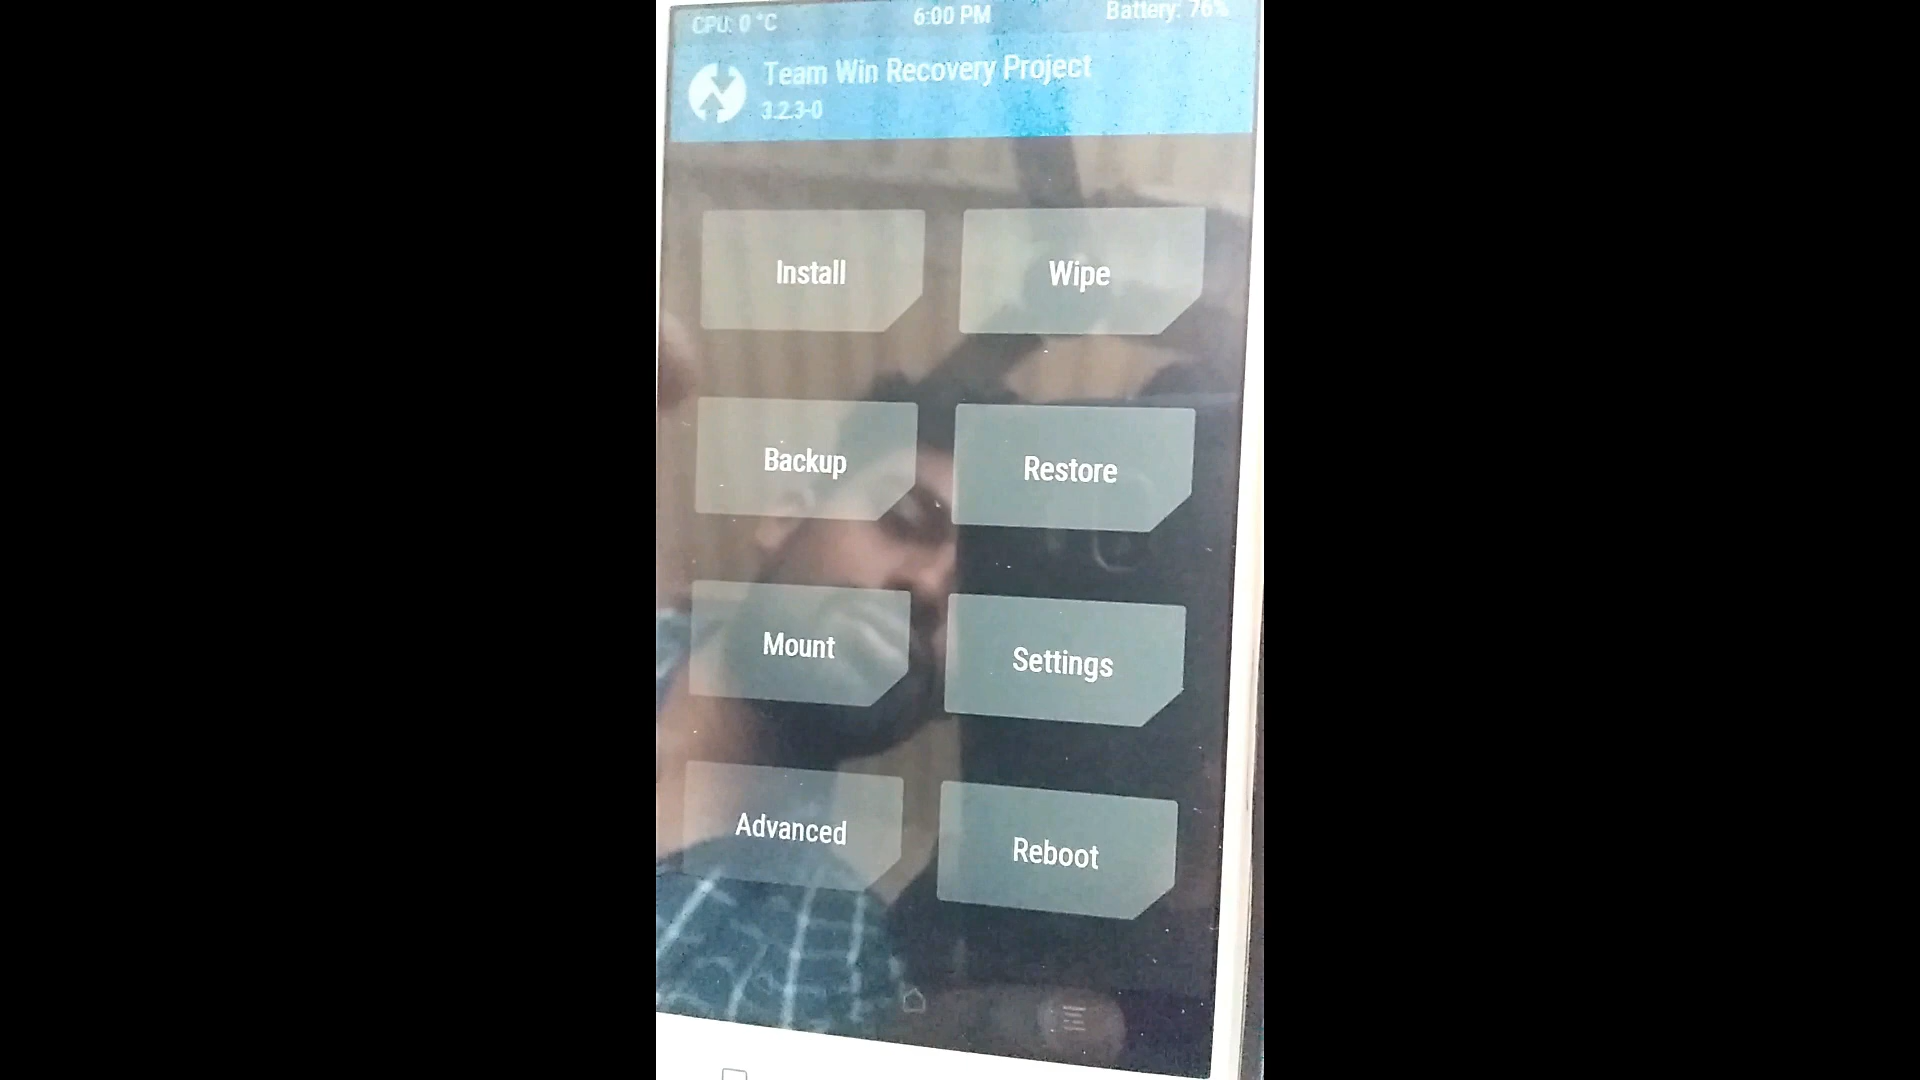 CPU: 0 °C 6:00 PM Battery: 76%
Team Win Recovery Project
3.2.3-0
Install Wipe
Backup Restore
Mount Settings
Advanced Reboot